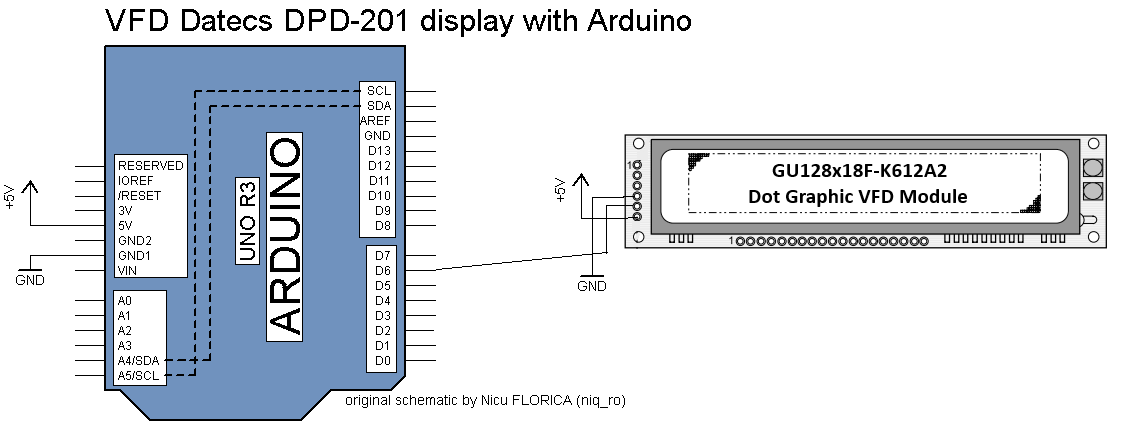 VFD Datecs DPD-201 display with Arduino
SCL
SDA
AREF
GND
D13
D12
D11
D10
D9
D8
D7
D6
D5
D4
D3
D2
D1
D0
RESERVED
IOREF
/RESET
3V
5V
GND2
GND1
VIN
A0
A1
A2
A3
A4/SDA
A5/SCL
+5V
GND
UNO R3
ARDUINO
+5V
GND
1
GU128x18F-K612A2
Dot Graphic VFD Module
1
original schematic by Nicu FLORICA (niq_ro)